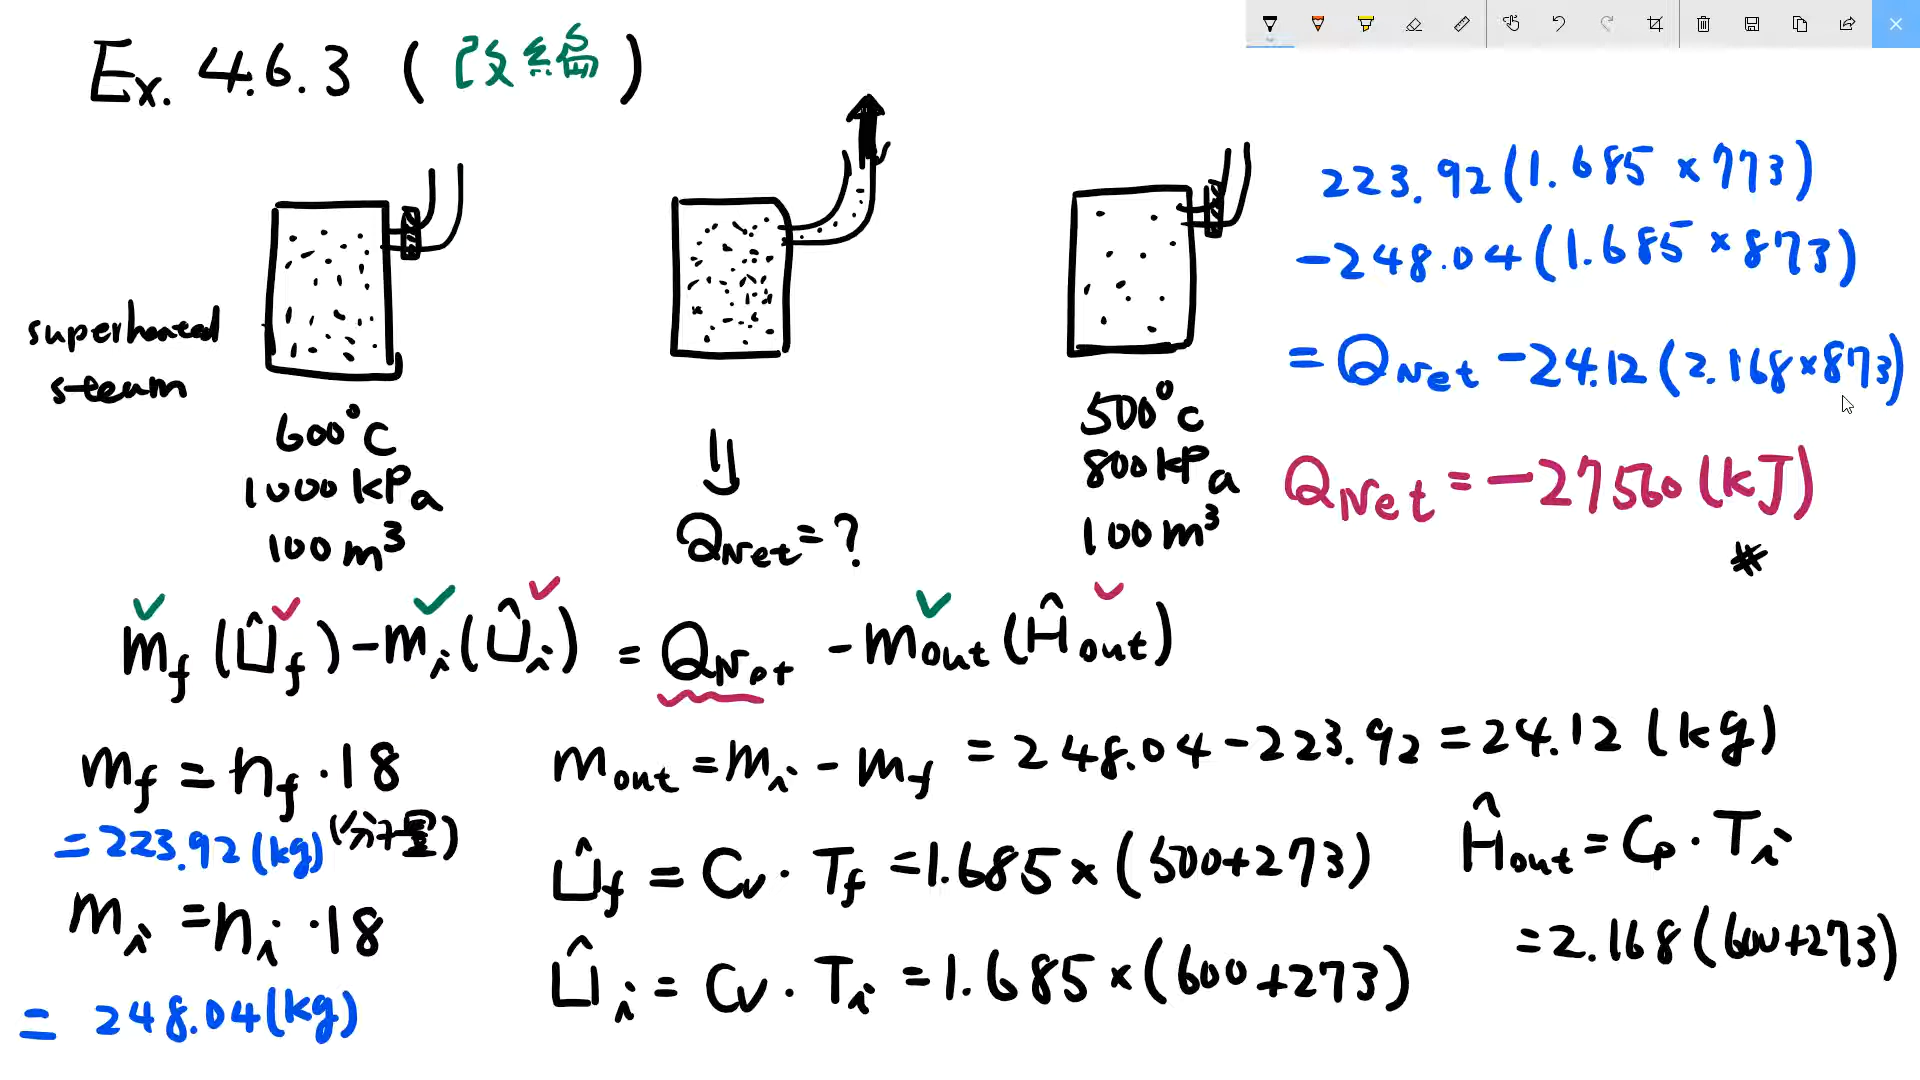 Ex. 4.6.3 (改編)
superheated
steam
600°C
1000 kPa
100 m³
Q_Net = ?
500°C
800 kPa
100 m³
223.92(1.685 × 773)
-248.04(1.685 × 873)
= Q_Net - 24.12(2.168×873)
Q_Net = -27560 (kJ)
m_f(Û_f) - m_i(Û_i) = Q_Net - m_out(Ĥ_out)
m_f = n_f · 18
(分子量)
= 223.92 (kg)
m_i = n_i · 18
= 248.04 (kg)
m_out = m_i - m_f = 248.04 - 223.92 = 24.12 (kg)
Û_f = Cv · T_f = 1.685 × (500+273)
Û_i = Cv · T_i = 1.685 × (600+273)
Ĥ_out = Cp · T_i
= 2.168(600+273)